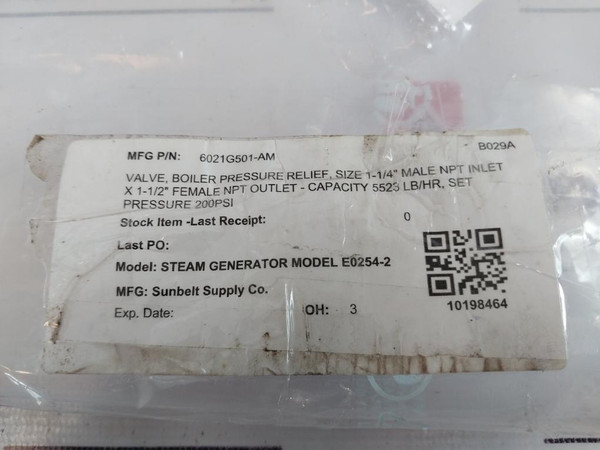 B029A
MFG P/N: 6021G501-AM
VALVE, BOILER PRESSURE RELIEF, SIZE 1-1/4" MALE NPT INLET
X 1-1/2" FEMALE NPT OUTLET - CAPACITY 5523 LB/HR, SET
PRESSURE 200PSI
Stock Item -Last Receipt: 0
Last PO:
Model: STEAM GENERATOR MODEL E0254-2
MFG: Sunbelt Supply Co.
10198464
Exp. Date: OH: 3